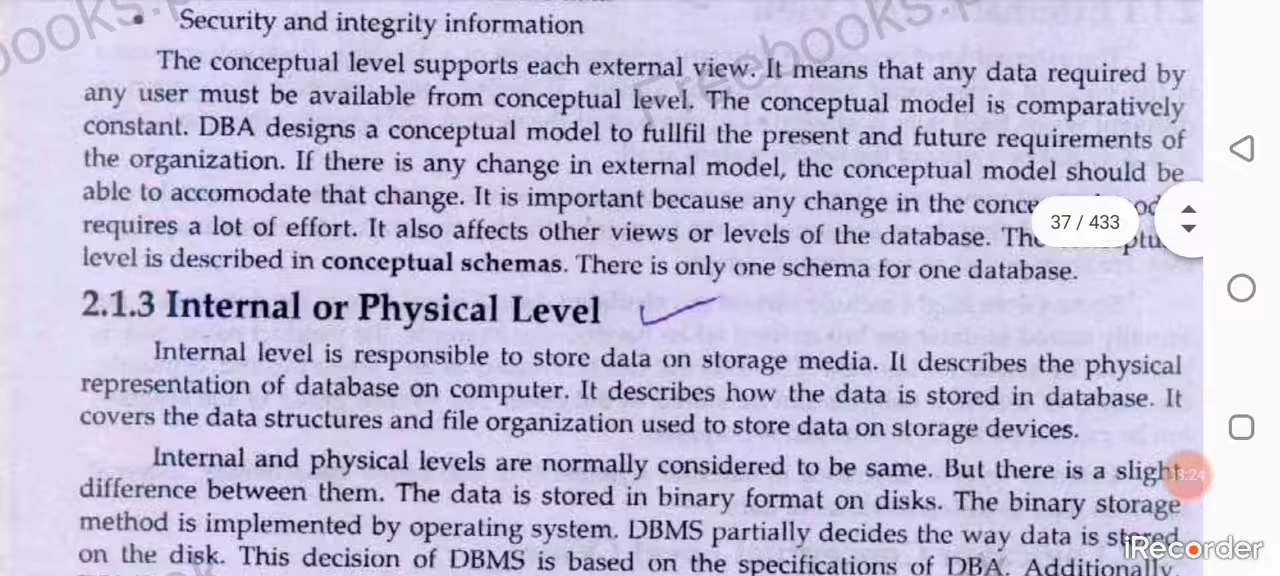 • Security and integrity information
The conceptual level supports each external view. It means that any data required by
any user must be available from conceptual level. The conceptual model is comparatively
constant. DBA designs a conceptual model to fullfil the present and future requirements of
the organization. If there is any change in external model, the conceptual model should be
able to accomodate that change. It is important because any change in the
requires a lot of effort. It also affects other views or levels of the database.
level is described in conceptual schemas. There is only one schema for one database.
37 / 433
2.1.3 Internal or Physical Level
Internal level is responsible to store data on storage media. It describes the physical
representation of database on computer. It describes how the data is stored in database. It
covers the data structures and file organization used to store data on storage devices.
Internal and physical levels are normally considered to be same. But there is a slight
difference between them. The data is stored in binary format on disks. The binary storage
method is implemented by operating system. DBMS partially decides the way data is stored
on the disk. This decision of DBMS is based on the specifications of DBA. Additionally,
iRecorder